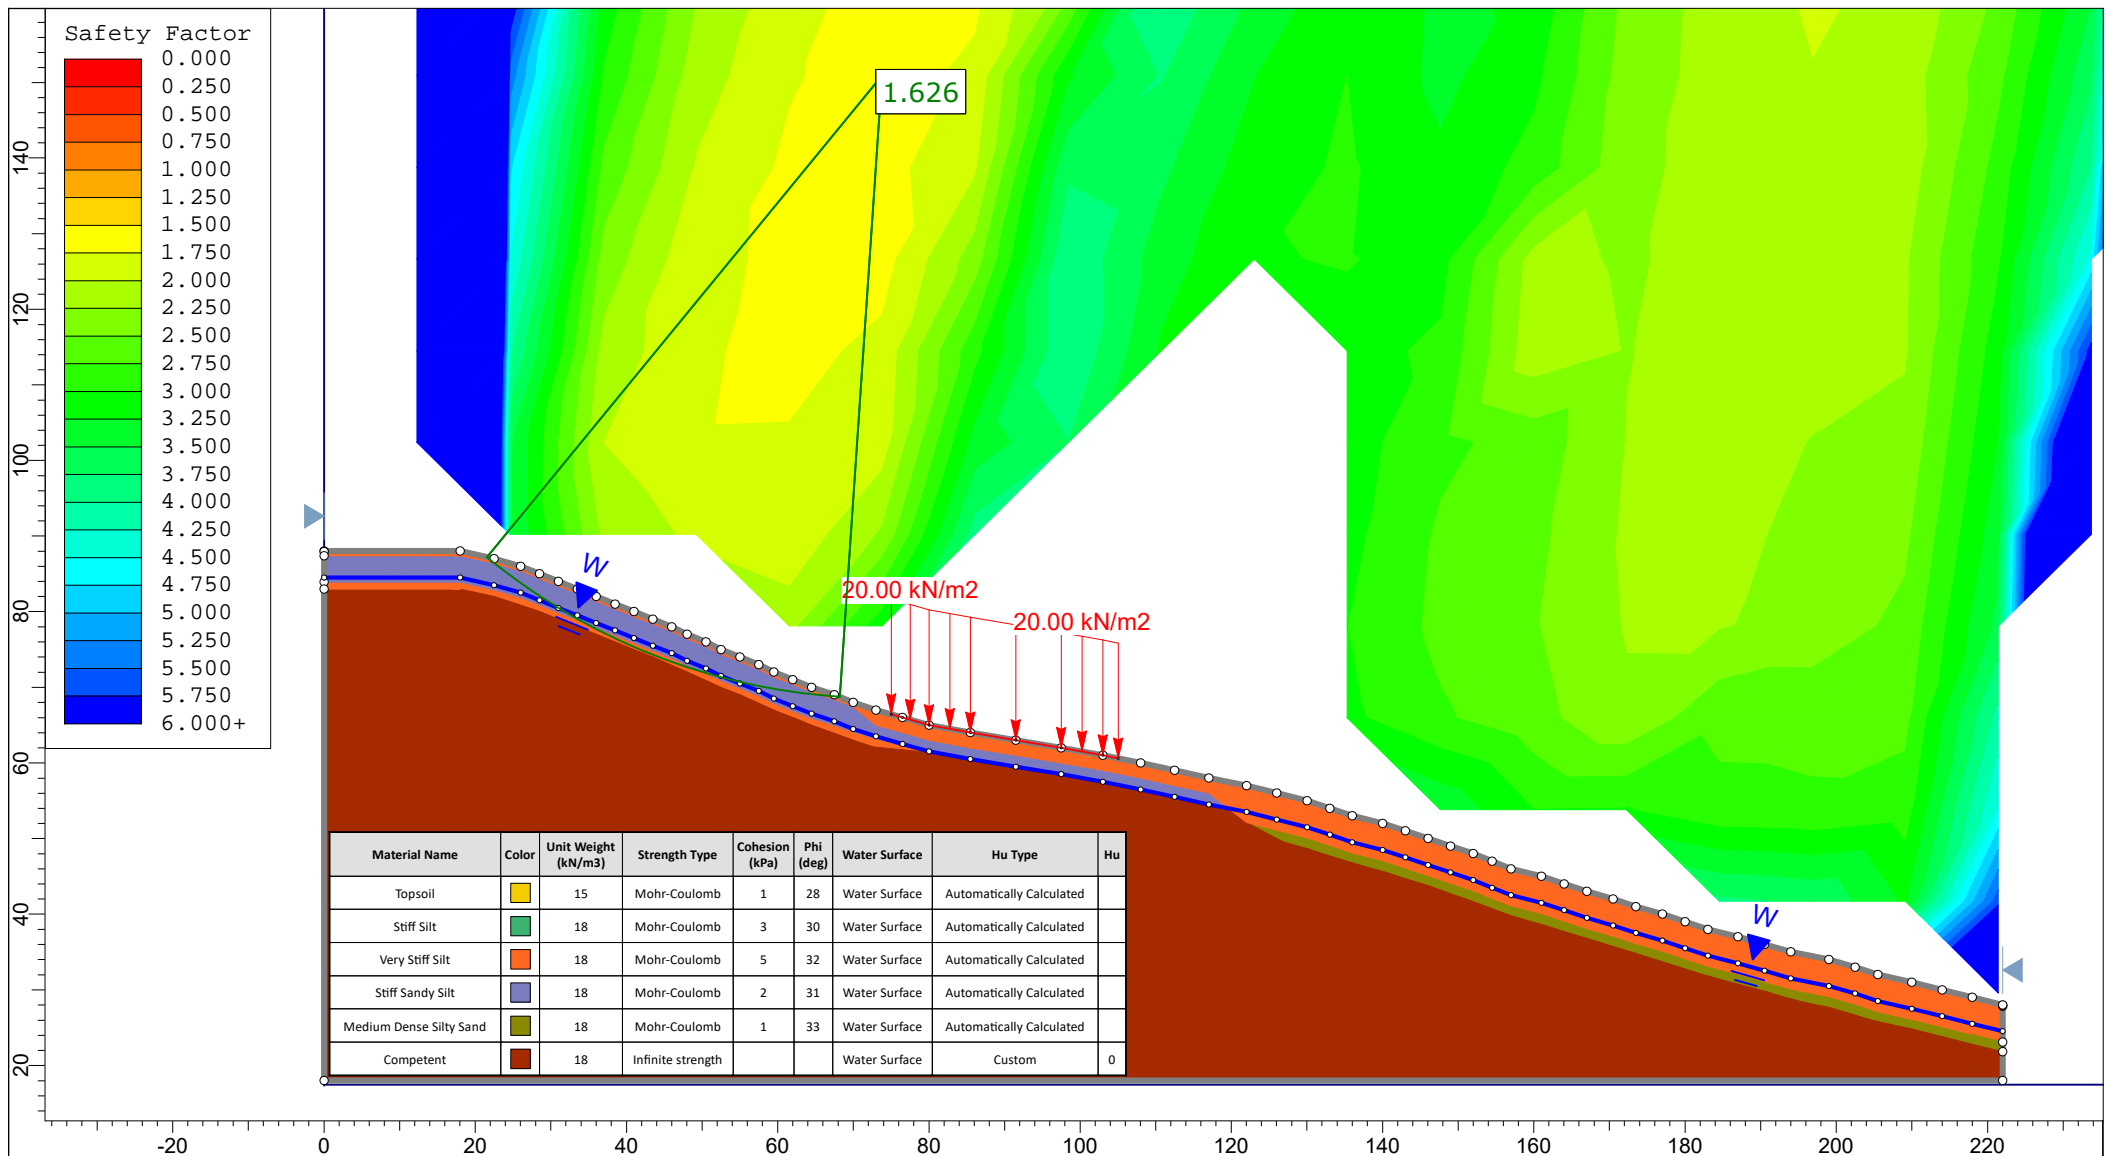 Safety Factor
0.000
0.250
0.500
0.750
1.000
1.250
1.500
1.750
2.000
2.250
2.500
2.750
3.000
3.250
3.500
3.750
4.000
4.250
4.500
4.750
5.000
5.250
5.500
5.750
6.000+
1.626
W
20.00 kN/m2
20.00 kN/m2
W
Material Name Color Unit Weight (kN/m3) Strength Type Cohesion (kPa) Phi (deg) Water Surface Hu Type Hu
Topsoil 15 Mohr-Coulomb 1 28 Water Surface Automatically Calculated
Stiff Silt 18 Mohr-Coulomb 3 30 Water Surface Automatically Calculated
Very Stiff Silt 18 Mohr-Coulomb 5 32 Water Surface Automatically Calculated
Stiff Sandy Silt 18 Mohr-Coulomb 2 31 Water Surface Automatically Calculated
Medium Dense Silty Sand 18 Mohr-Coulomb 1 33 Water Surface Automatically Calculated
Competent 18 Infinite strength Water Surface Custom 0
140
120
100
80
60
40
20
-20 0 20 40 60 80 100 120 140 160 180 200 220